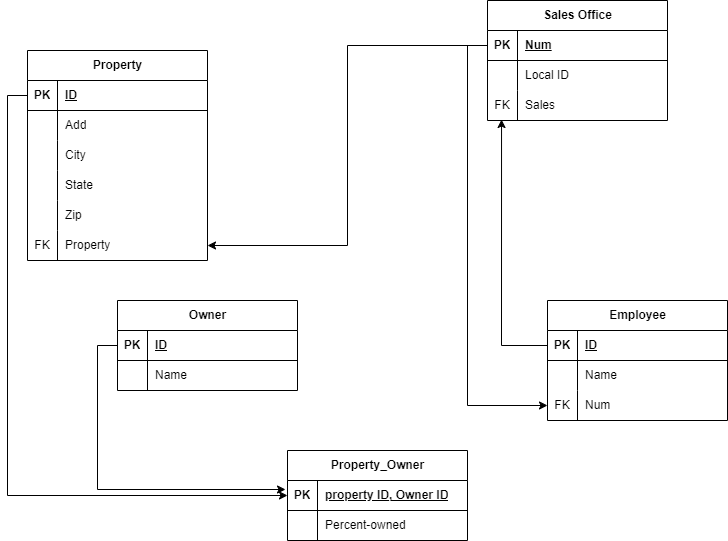 Sales Office
PK Num
Local ID
FK Sales
Property
PK ID
Add
City
State
Zip
FK Property
Owner
PK ID
Name
Employee
PK ID
Name
FK Num
Property_Owner
PK property ID, Owner ID
Percent-owned